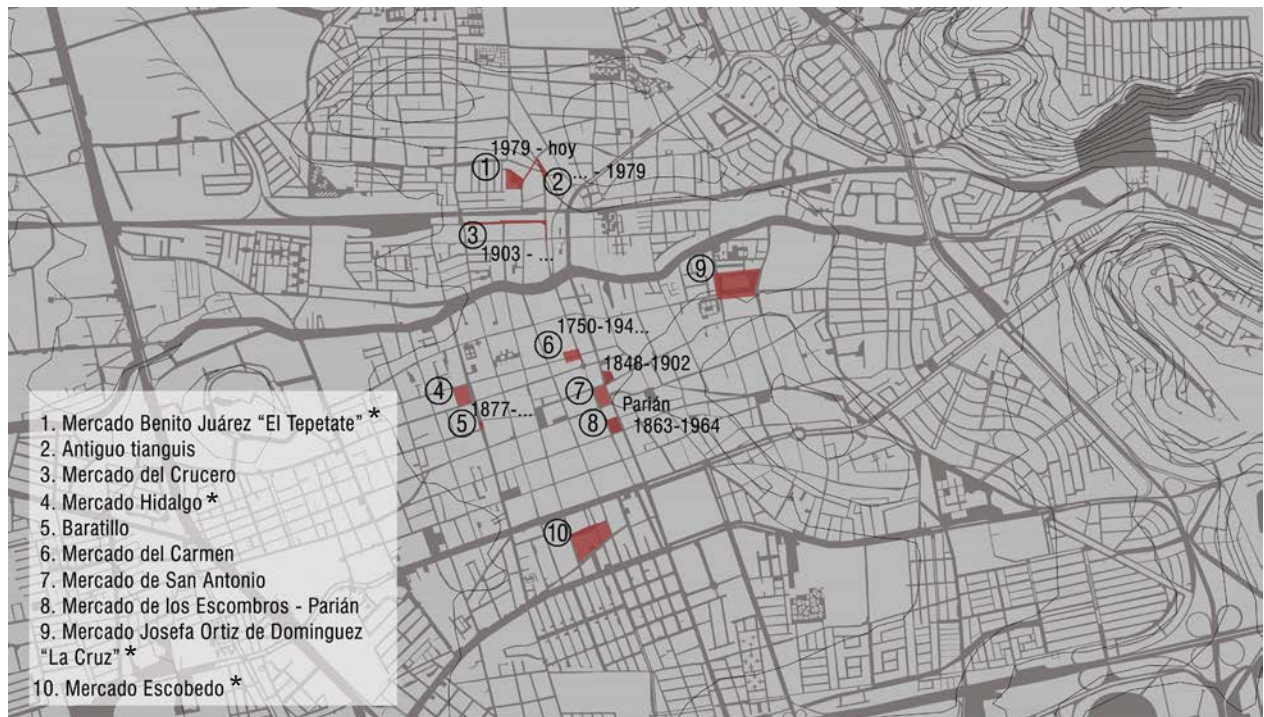 1979 - hoy
1
2
... - 1979
3
1903 - ...
9
1750-194...
6
1848-1902
4
7
Parián
1877-...
5
8
1863-1964
10
1. Mercado Benito Juárez “El Tepetate” *
2. Antiguo tianguis
3. Mercado del Crucero
4. Mercado Hidalgo *
5. Baratillo
6. Mercado del Carmen
7. Mercado de San Antonio
8. Mercado de los Escombros - Parián
9. Mercado Josefa Ortiz de Dominguez
“La Cruz” *
10. Mercado Escobedo *